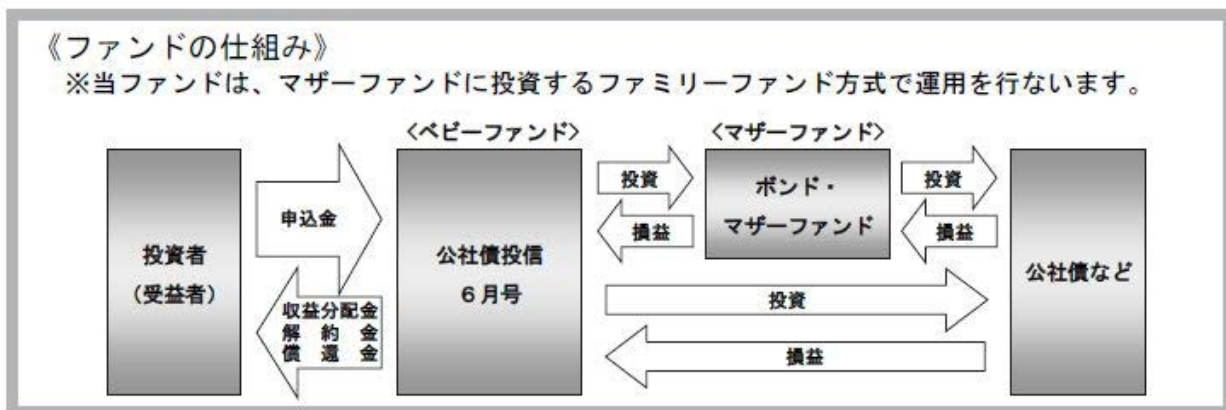 《ファンドの仕組み》
※当ファンドは、マザーファンドに投資するファミリーファンド方式で運用を行ないます。
〈ベビーファンド〉
〈マザーファンド〉
投資者
（受益者）
申込金
収益分配金
解約金
償還金
公社債投信
６月号
投資
損益
ボンド・
マザーファンド
投資
損益
投資
損益
公社債など